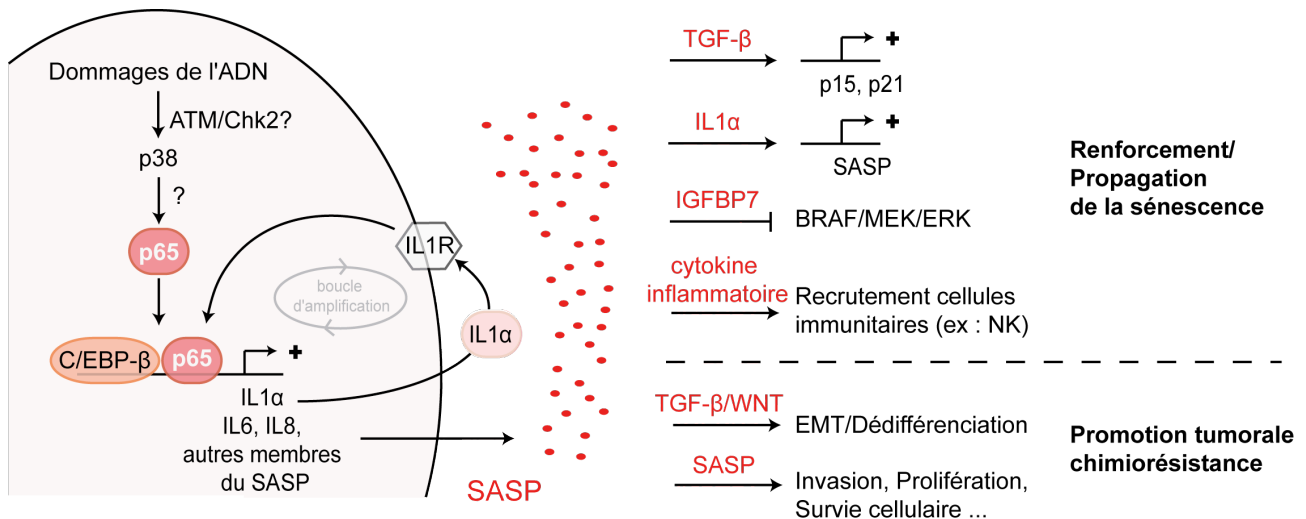 Dommages de l'ADN
ATM/Chk2?
p38
?
p65
C/EBP-β
p65
+
IL1α
IL6, IL8,
autres membres
du SASP
boucle
d'amplification
IL1R
IL1α
SASP
TGF-β
+
p15, p21
IL1α
+
SASP
IGFBP7
BRAF/MEK/ERK
cytokine
inflammatoire
Recrutement cellules
immunitaires (ex : NK)
Renforcement/
Propagation
de la sénescence
TGF-β/WNT
EMT/Dédifférenciation
SASP
Invasion, Prolifération,
Survie cellulaire ...
Promotion tumorale
chimiorésistance